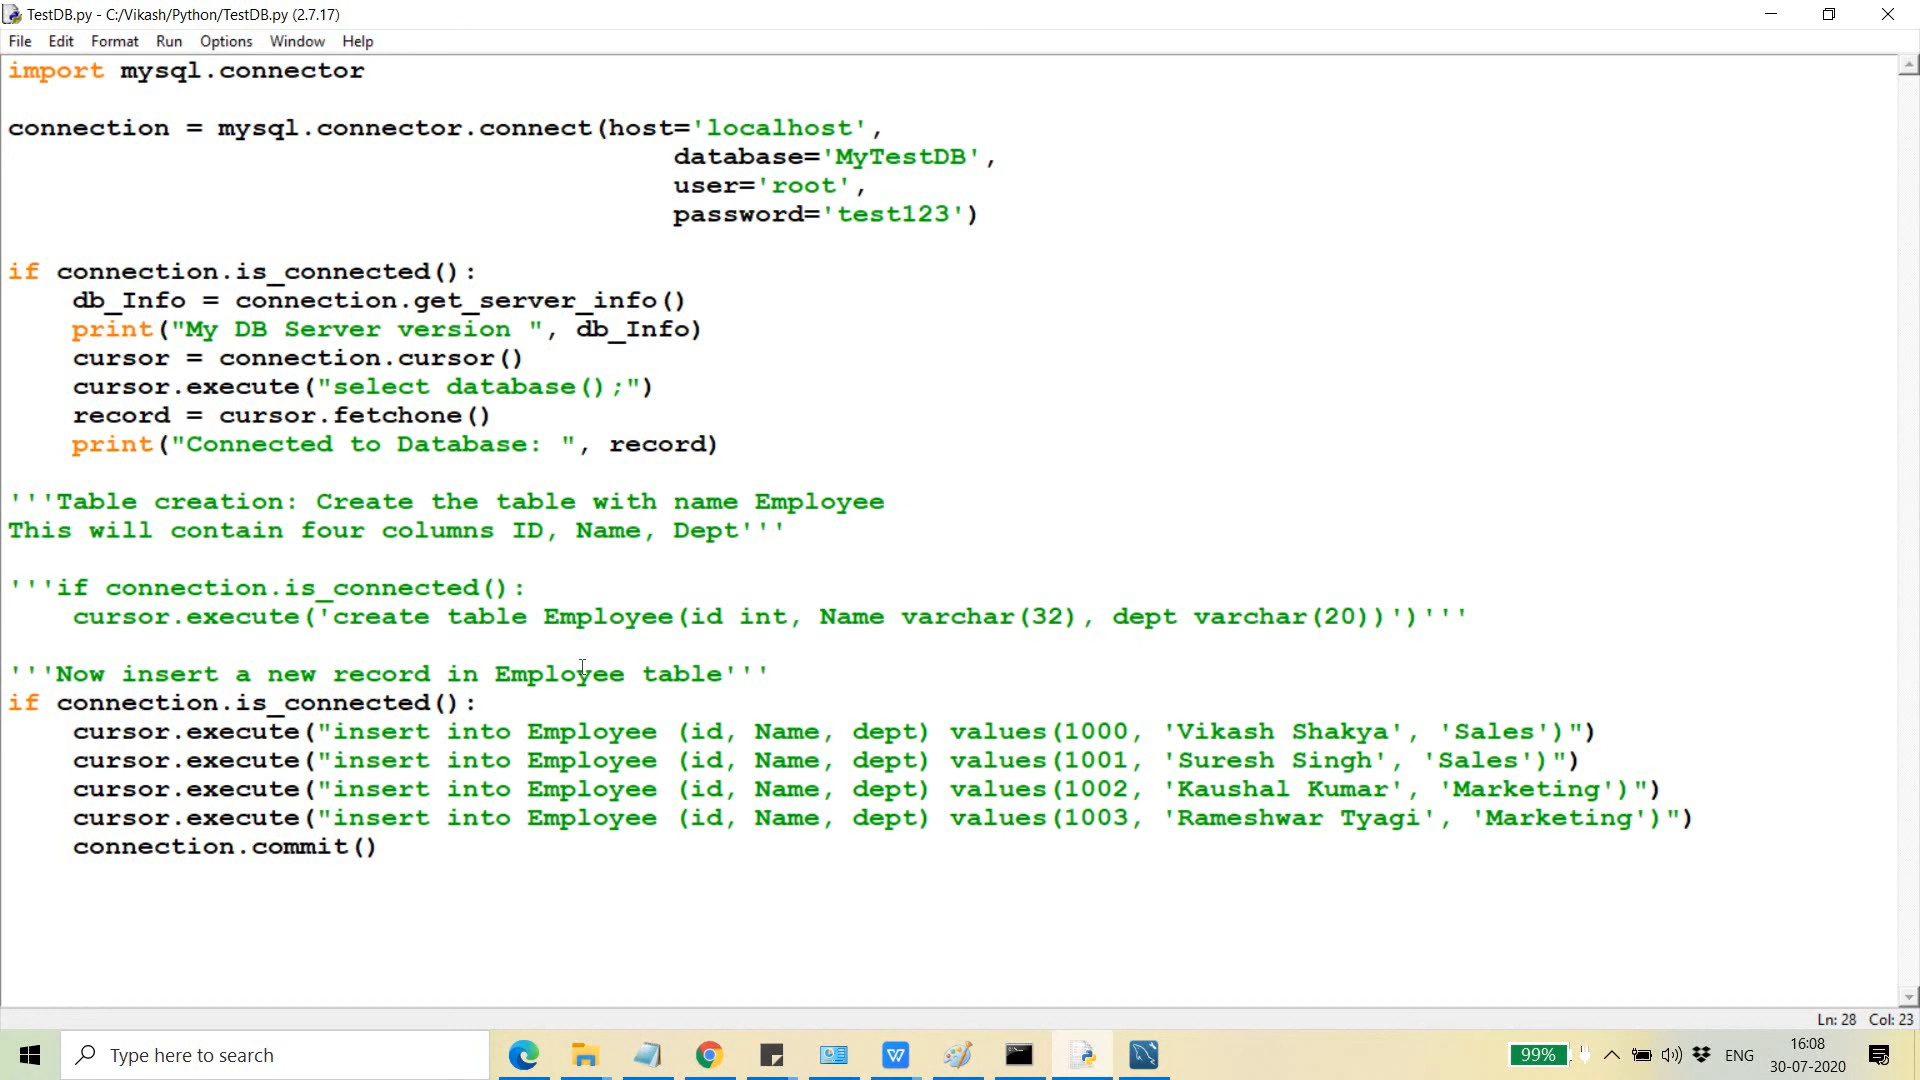 TestDB.py - C:/Vikash/Python/TestDB.py (2.7.17)
File Edit Format Run Options Window Help
import mysql.connector
connection = mysql.connector.connect(host='localhost',
database='MyTestDB',
user='root',
password='test123')
if connection.is_connected():
db_Info = connection.get_server_info()
print("My DB Server version ", db_Info)
cursor = connection.cursor()
cursor.execute("select database();")
record = cursor.fetchone()
print("Connected to Database: ", record)
'''Table creation: Create the table with name Employee
This will contain four columns ID, Name, Dept'''
'''if connection.is_connected():
cursor.execute('create table Employee(id int, Name varchar(32), dept varchar(20))')'''
'''Now insert a new record in Employee table'''
if connection.is_connected():
cursor.execute("insert into Employee (id, Name, dept) values(1000, 'Vikash Shakya', 'Sales')")
cursor.execute("insert into Employee (id, Name, dept) values(1001, 'Suresh Singh', 'Sales')")
cursor.execute("insert into Employee (id, Name, dept) values(1002, 'Kaushal Kumar', 'Marketing')")
cursor.execute("insert into Employee (id, Name, dept) values(1003, 'Rameshwar Tyagi', 'Marketing')")
connection.commit()
Ln: 28 Col: 23
Type here to search
W
99%
ENG
16:08
30-07-2020